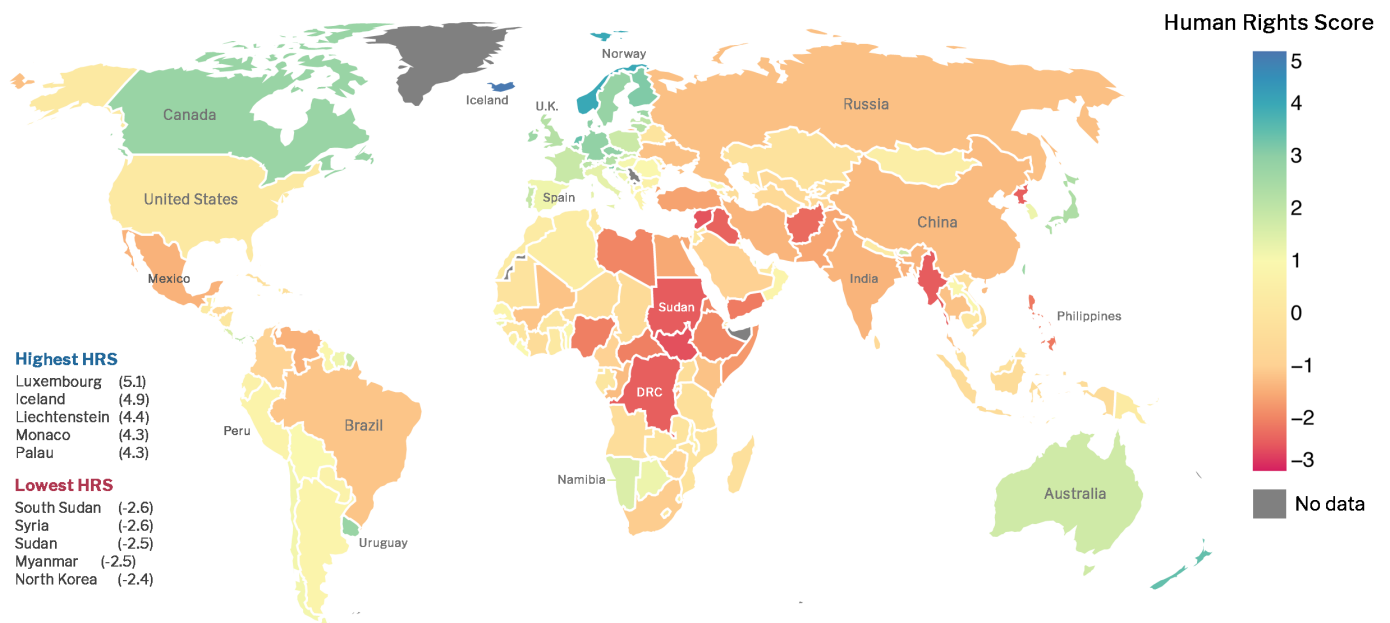 Human Rights Score
Norway
Iceland
U.K.
Canada
Russia
United States
Spain
China
Mexico
India
Sudan
Philippines
DRC
Brazil
Peru
Namibia
Australia
Uruguay
5
4
3
2
1
0
–1
–2
–3
No data
Highest HRS
Luxembourg (5.1)
Iceland (4.9)
Liechtenstein (4.4)
Monaco (4.3)
Palau (4.3)
Lowest HRS
South Sudan (-2.6)
Syria (-2.6)
Sudan (-2.5)
Myanmar (-2.5)
North Korea (-2.4)